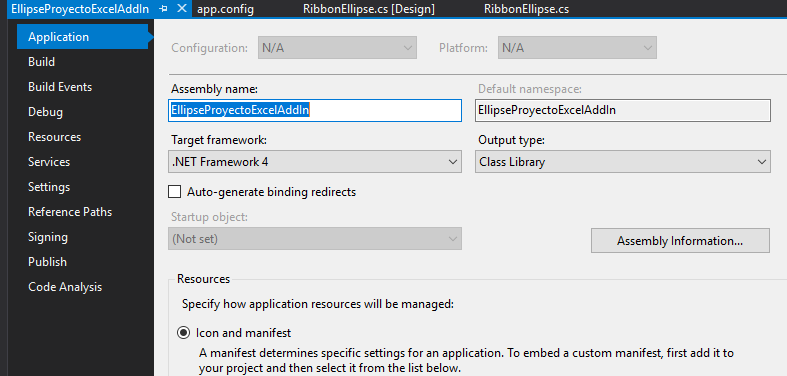 EllipseProyectoExcelAddIn app.config RibbonEllipse.cs [Design] RibbonEllipse.cs
Application
Build
Build Events
Debug
Resources
Services
Settings
Reference Paths
Signing
Publish
Code Analysis
Configuration: N/A Platform: N/A
Assembly name: Default namespace:
EllipseProyectoExcelAddIn EllipseProyectoExcelAddIn
Target framework: Output type:
.NET Framework 4 Class Library
Auto-generate binding redirects
Startup object:
(Not set) Assembly Information...
Resources
Specify how application resources will be managed:
Icon and manifest
A manifest determines specific settings for an application. To embed a custom manifest, first add it to
your project and then select it from the list below.